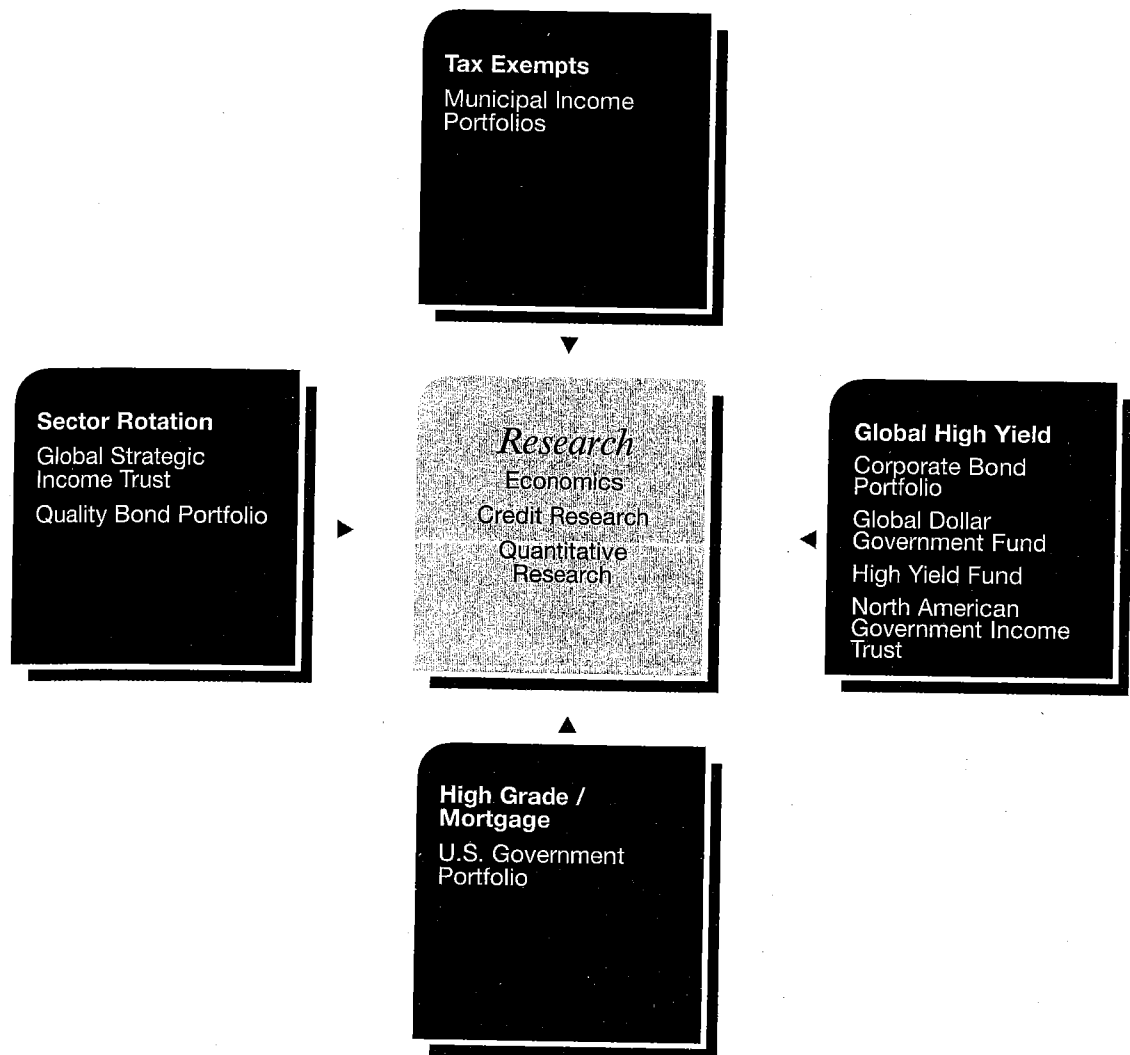 Tax Exempts
Municipal Income
Portfolios
Sector Rotation
Global Strategic
Income Trust
Quality Bond Portfolio
Research
Economics
Credit Research
Quantitative
Research
Global High Yield
Corporate Bond
Portfolio
Global Dollar
Government Fund
High Yield Fund
North American
Government Income
Trust
High Grade /
Mortgage
U.S. Government
Portfolio